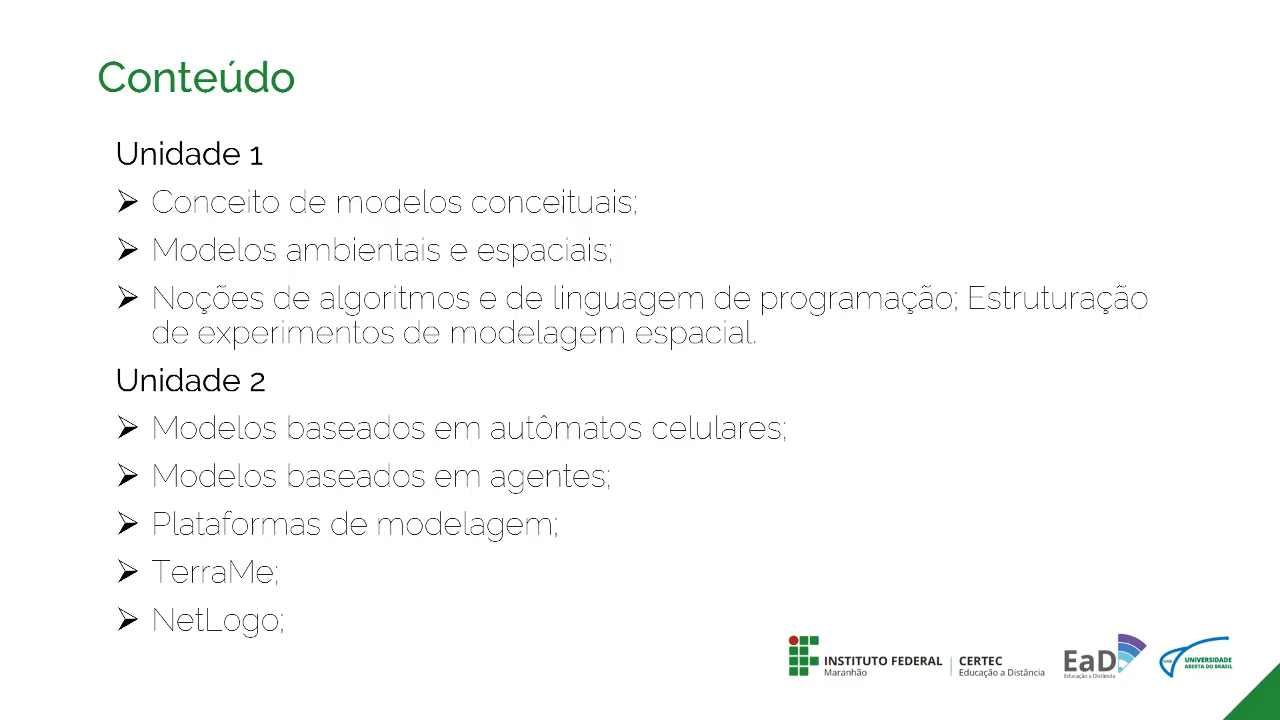 Conteúdo
Unidade 1
➢ Conceito de modelos conceituais;
➢ Modelos ambientais e espaciais;
➢ Noções de algoritmos e de linguagem de programação; Estruturação
de experimentos de modelagem espacial.
Unidade 2
➢ Modelos baseados em autômatos celulares;
➢ Modelos baseados em agentes;
➢ Plataformas de modelagem;
➢ TerraMe;
➢ NetLogo;
INSTITUTO FEDERAL
Maranhão
CERTEC
Educação a Distância
EaD
Educação a Distância
UAB
UNIVERSIDADE
ABERTA DO BRASIL